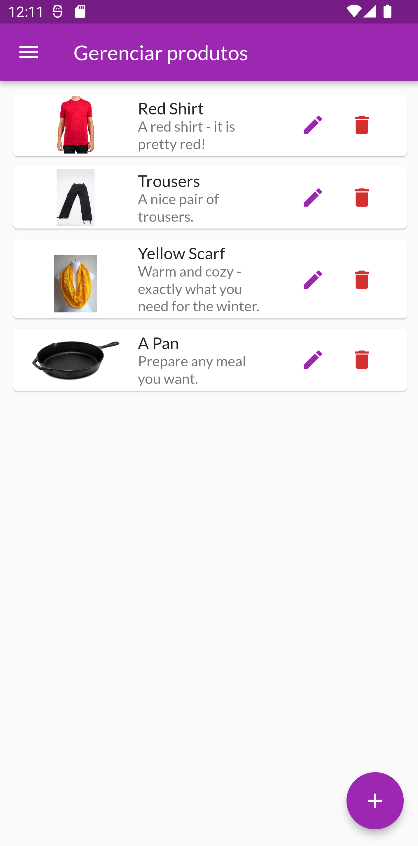 12:11
Gerenciar produtos
Red Shirt
A red shirt - it is
pretty red!
Trousers
A nice pair of
trousers.
Yellow Scarf
Warm and cozy -
exactly what you
need for the winter.
A Pan
Prepare any meal
you want.